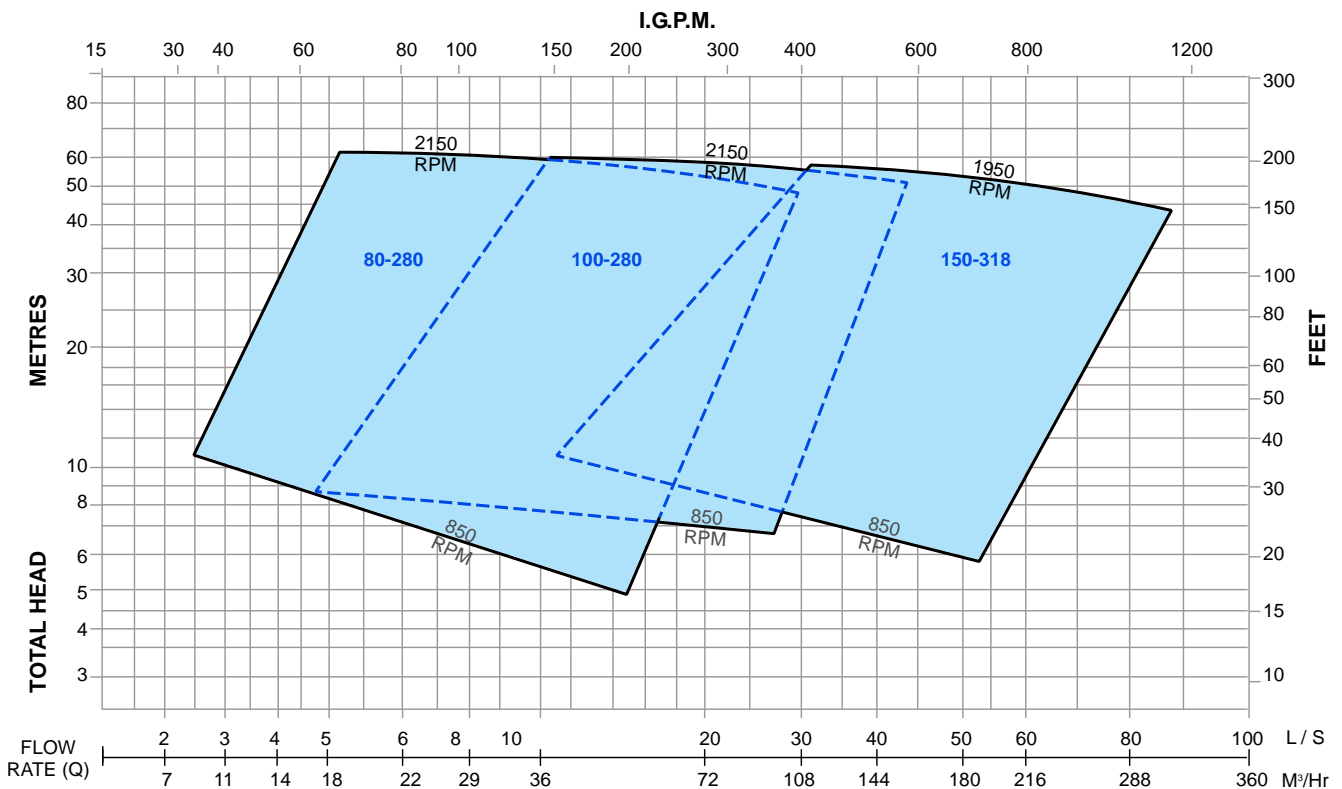 I.G.P.M.
15 30 40 60 80 100 150 200 300 400 600 800 1200
80
60
50
40
30
20
10
8
6
5
4
3
METRES
TOTAL HEAD
300
200
150
100
80
60
50
40
30
20
15
10
FEET
2150
RPM
2150
RPM
1950
RPM
80-280
100-280
150-318
850
RPM
850
RPM
850
RPM
FLOW
RATE (Q)
2 3 4 5 6 8 10 20 30 40 50 60 80 100 L / S
7 11 14 18 22 29 36 72 108 144 180 216 288 360 M³/Hr